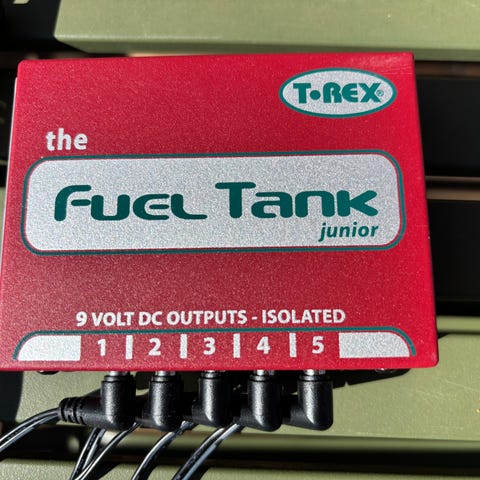 T•REX®
the
FUEL TANK
junior
9 VOLT DC OUTPUTS - ISOLATED
1 | 2 | 3 | 4 | 5